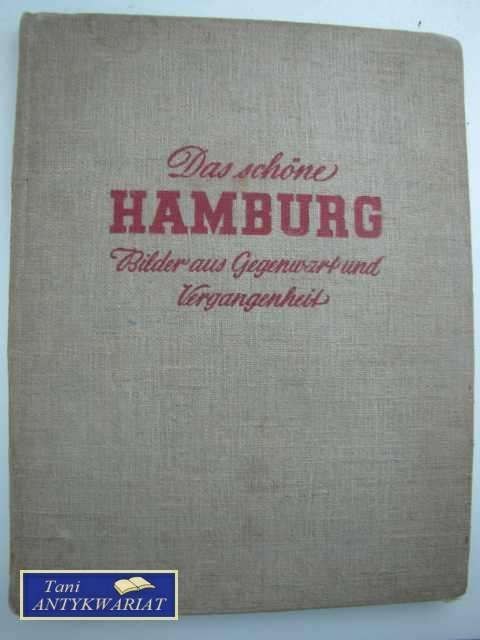 Das schöne
HAMBURG
Bilder aus Gegenwart und
Vergangenheit
Tani
ANTYKWARIAT